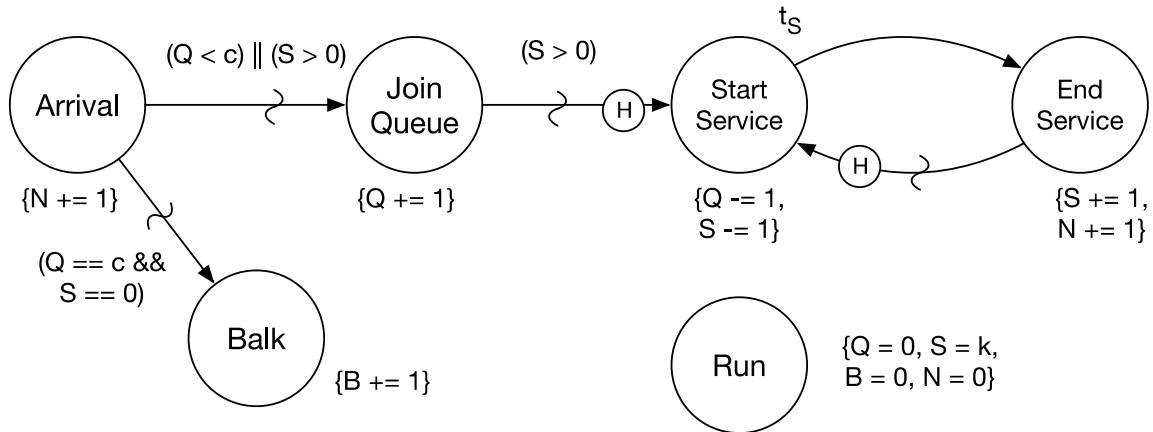 t_S
(Q < c) || (S > 0)
(S > 0)
Arrival
Join
Queue
H
Start
Service
End
Service
H
{N += 1}
{Q += 1}
{Q -= 1,
S -= 1}
{S += 1,
N += 1}
(Q == c &&
S == 0)
Balk
{B += 1}
Run
{Q = 0, S = k,
B = 0, N = 0}